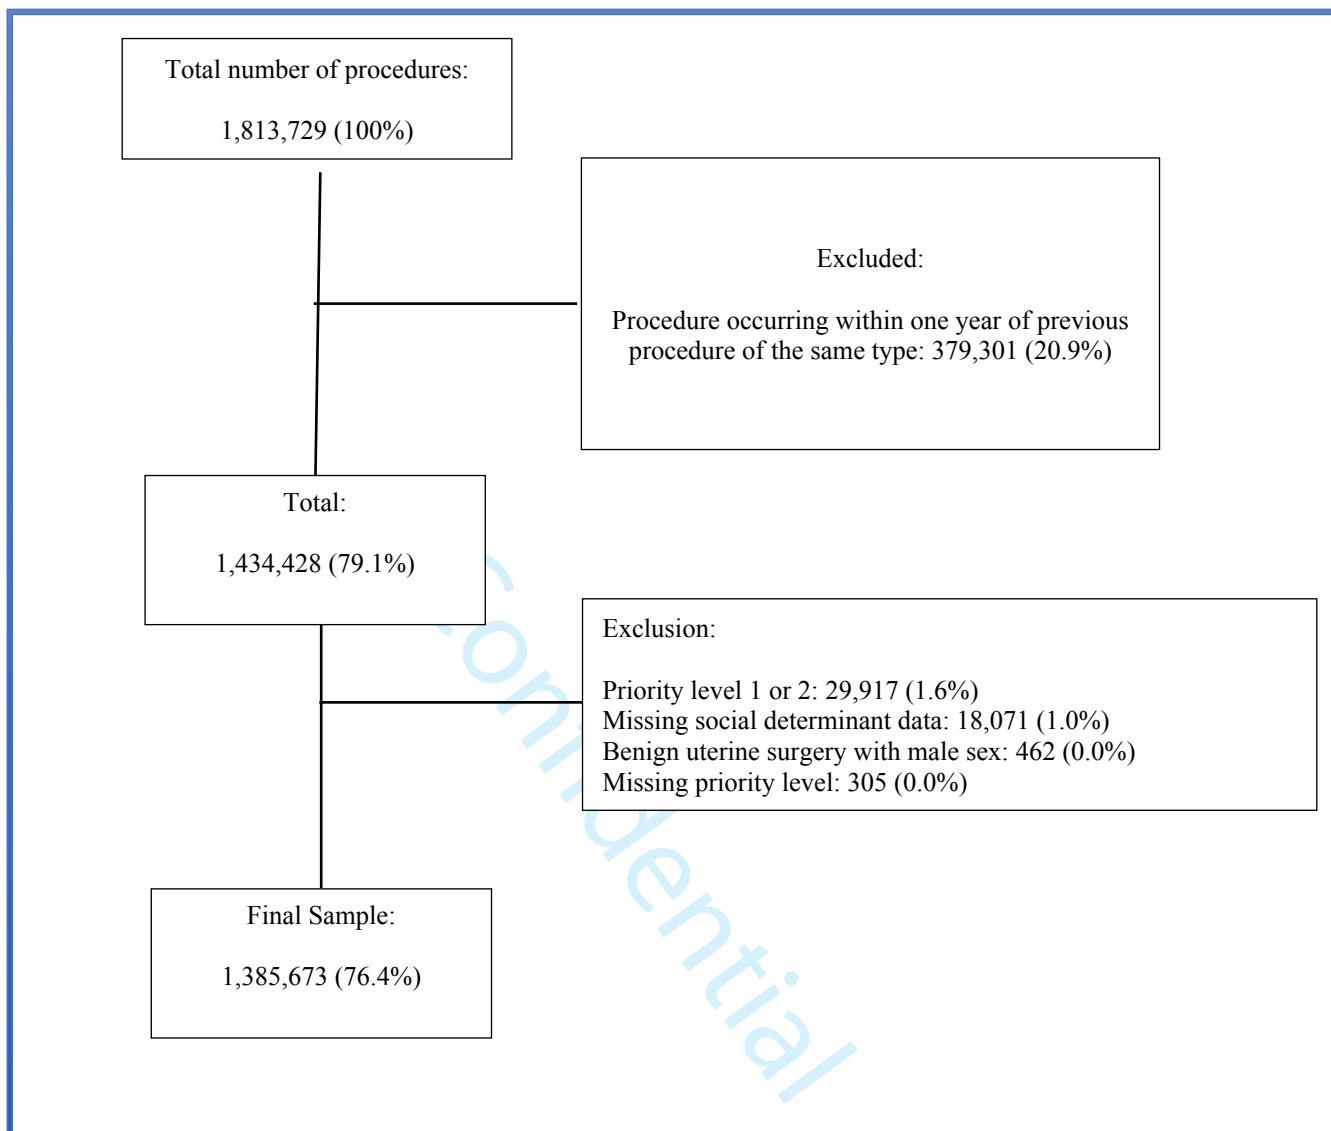 Total number of procedures:
1,813,729 (100%)
Excluded:
Procedure occurring within one year of previous
procedure of the same type: 379,301 (20.9%)
Total:
1,434,428 (79.1%)
Exclusion:
Priority level 1 or 2: 29,917 (1.6%)
Missing social determinant data: 18,071 (1.0%)
Benign uterine surgery with male sex: 462 (0.0%)
Missing priority level: 305 (0.0%)
Final Sample:
1,385,673 (76.4%)
Confidential